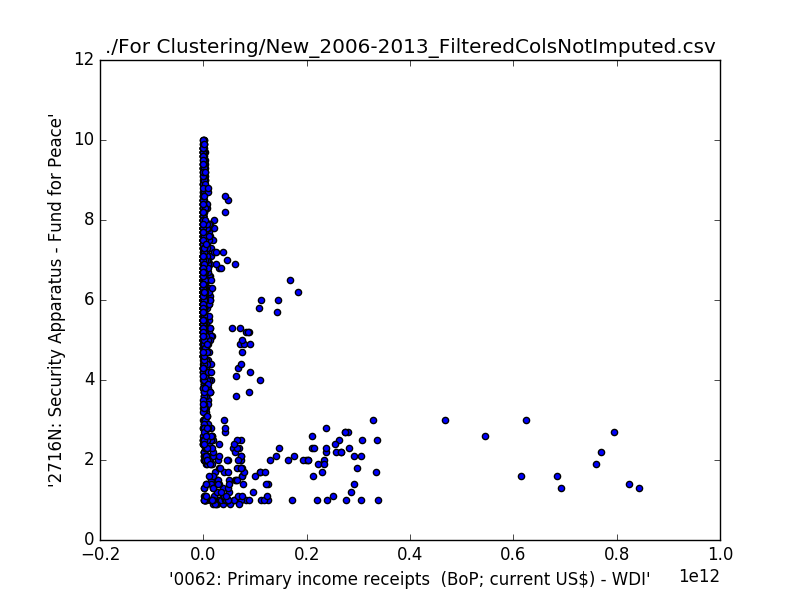 ./For Clustering/New_2006-2013_FilteredColsNotImputed.csv
12
10
8
6
4
2
0
'2716N: Security Apparatus - Fund for Peace'
−0.2 0.0 0.2 0.4 0.6 0.8 1.0
1e12
'0062: Primary income receipts  (BoP; current US$) - WDI'